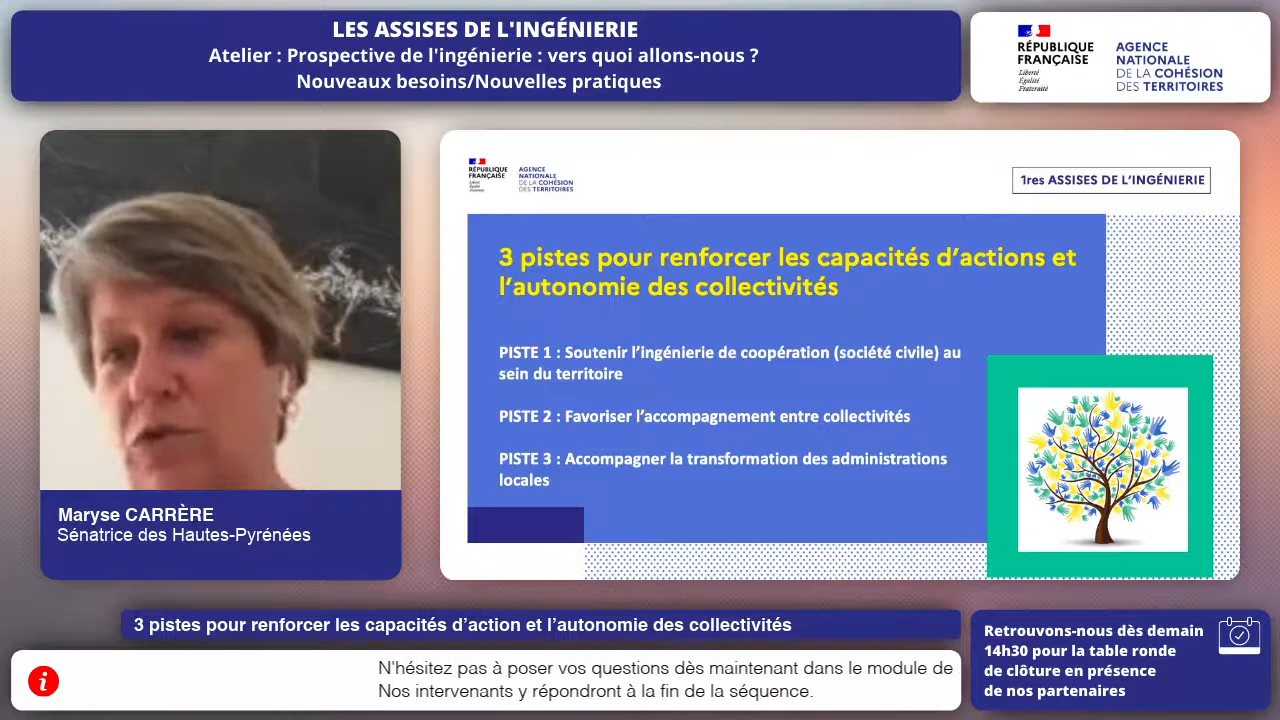 LES ASSISES DE L'INGÉNIERIE
Atelier : Prospective de l'ingénierie : vers quoi allons-nous ?
Nouveaux besoins/Nouvelles pratiques
RÉPUBLIQUE
FRANÇAISE
Liberté
Égalité
Fraternité
AGENCE
NATIONALE
DE LA COHÉSION
DES TERRITOIRES
Maryse CARRÈRE
Sénatrice des Hautes-Pyrénées
RÉPUBLIQUE
FRANÇAISE
Liberté
Égalité
Fraternité
AGENCE
NATIONALE
DE LA COHÉSION
DES TERRITOIRES
1res ASSISES DE L'INGÉNIERIE
3 pistes pour renforcer les capacités d'actions et
l'autonomie des collectivités
PISTE 1 : Soutenir l'ingénierie de coopération (société civile) au
sein du territoire
PISTE 2 : Favoriser l'accompagnement entre collectivités
PISTE 3 : Accompagner la transformation des administrations
locales
3 pistes pour renforcer les capacités d'action et l'autonomie des collectivités
i
N'hésitez pas à poser vos questions dès maintenant dans le module de
Nos intervenants y répondront à la fin de la séquence.
Retrouvons-nous dès demain
14h30 pour la table ronde
de clôture en présence
de nos partenaires